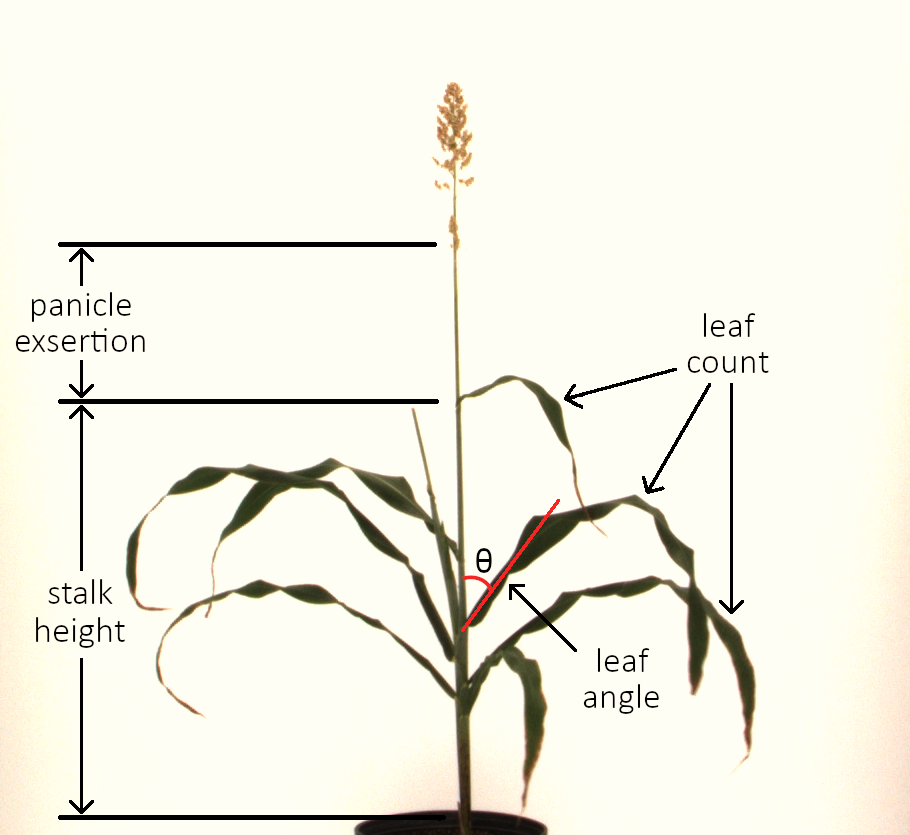 panicle
exsertion
leaf
count
θ
stalk
height
leaf
angle